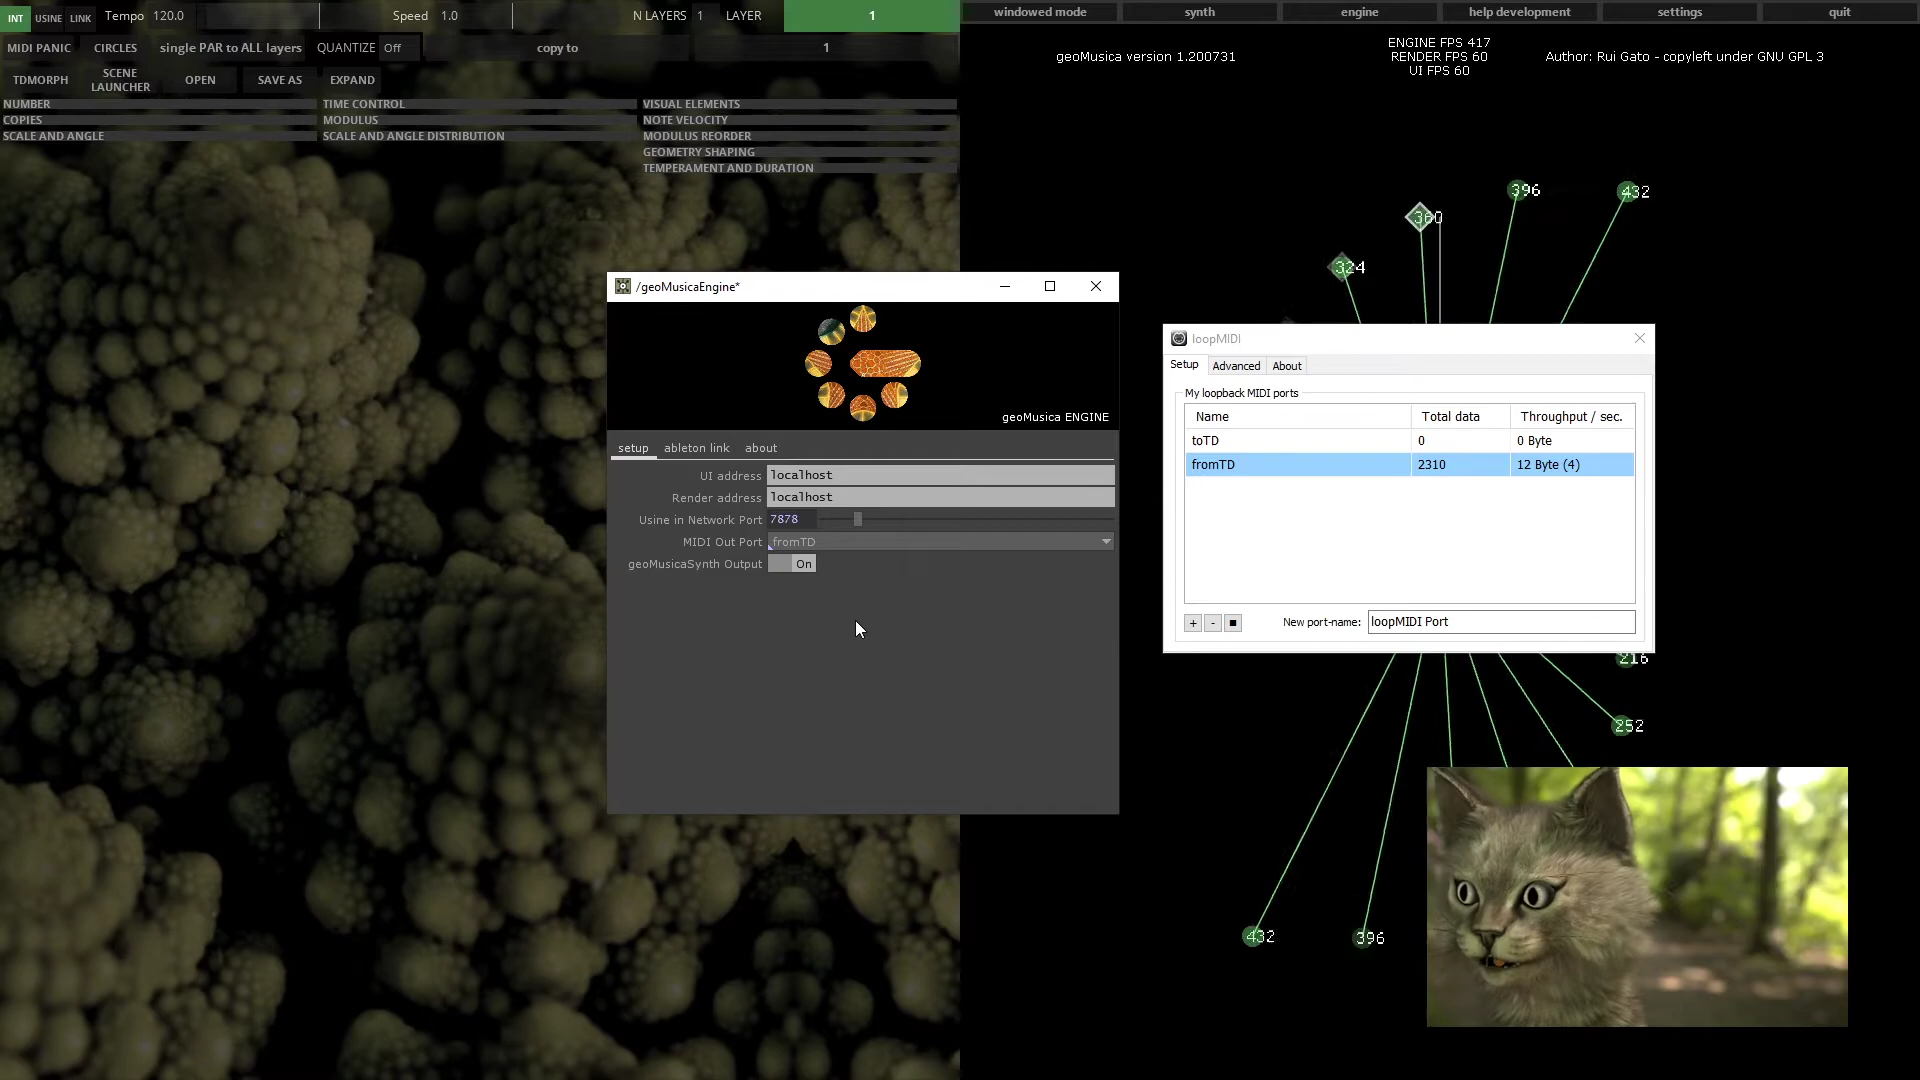 INT USINE LINK Tempo 120.0 Speed 1.0 N LAYERS 1 LAYER 1
MIDI PANIC CIRCLES single PAR to ALL layers QUANTIZE Off copy to 1
TDMORPH SCENE LAUNCHER OPEN SAVE AS EXPAND
NUMBER TIME CONTROL VISUAL ELEMENTS
COPIES MODULUS NOTE VELOCITY
SCALE AND ANGLE SCALE AND ANGLE DISTRIBUTION MODULUS REORDER
GEOMETRY SHAPING
TEMPERAMENT AND DURATION
windowed mode synth engine help development settings quit
geoMusica version 1.200731
ENGINE FPS 417
RENDER FPS 60
UI FPS 60
Author: Rui Gato - copyleft under GNU GPL 3
396 432
360
324
/geoMusicaEngine*
geoMusica ENGINE
setup ableton link about
UI address localhost
Render address localhost
Usine in Network Port 7878
MIDI Out Port fromTD
geoMusicaSynth Output On
loopMIDI
Setup Advanced About
My loopback MIDI ports
Name Total data Throughput / sec.
toTD 0 0 Byte
fromTD 2310 12 Byte (4)
+ - New port-name: loopMIDI Port
216
252
432 396